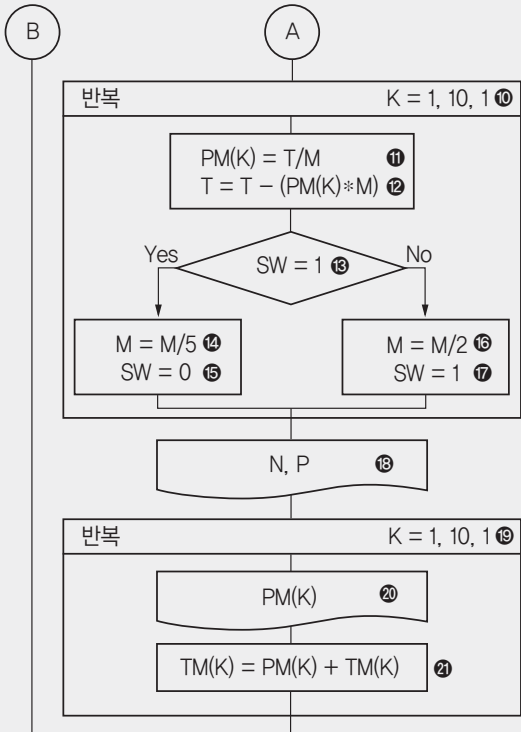 B
A
반복 K = 1, 10, 1 ❿
PM(K) = T/M ⓫
T = T − (PM(K)*M) ⓬
Yes SW = 1 ⓭ No
M = M/5 ⓮
SW = 0 ⓯
M = M/2 ⓰
SW = 1 ⓱
N, P ⓲
반복 K = 1, 10, 1 ⓳
PM(K) ⓴
TM(K) = PM(K) + TM(K) ㉑